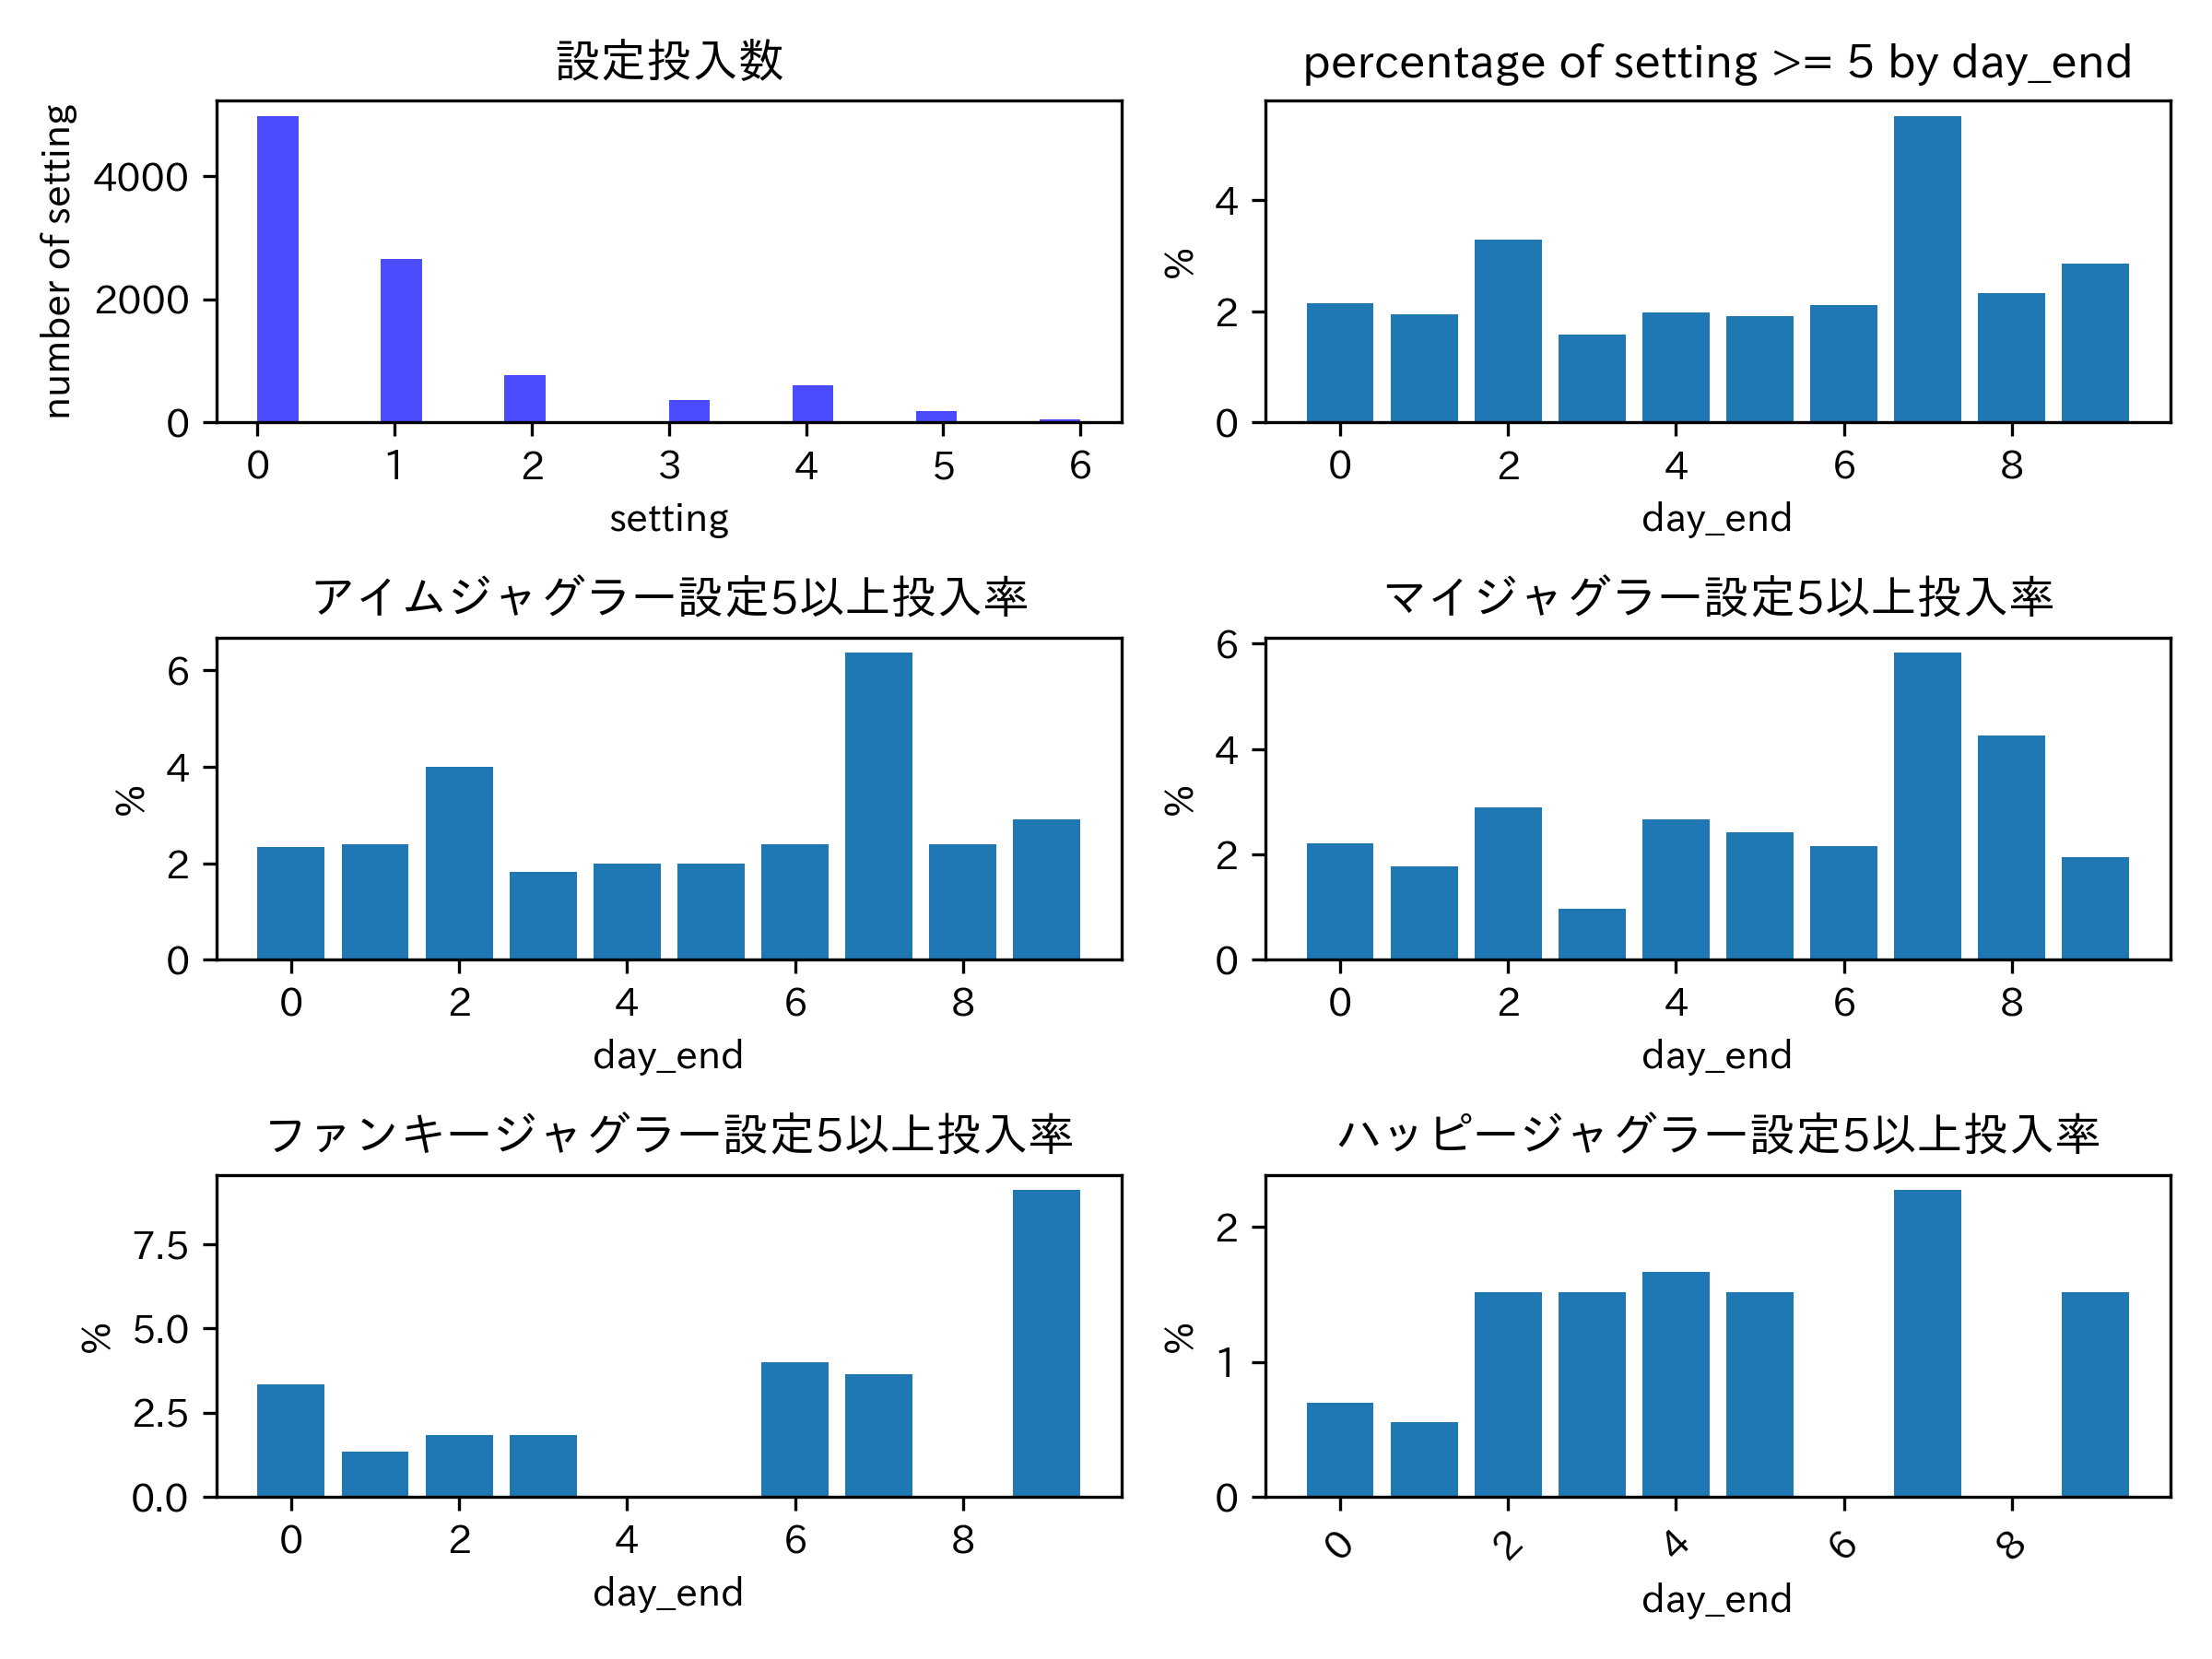 設定投入数
number of setting
4000
2000
0
0 1 2 3 4 5 6
setting
percentage of setting >= 5 by day_end
%
4
2
0
0 2 4 6 8
day_end
アイムジャグラー設定5以上投入率
%
6
4
2
0
0 2 4 6 8
day_end
マイジャグラー設定5以上投入率
%
6
4
2
0
0 2 4 6 8
day_end
ファンキージャグラー設定5以上投入率
%
7.5
5.0
2.5
0.0
0 2 4 6 8
day_end
ハッピージャグラー設定5以上投入率
%
2
1
0
0 2 4 6 8
day_end